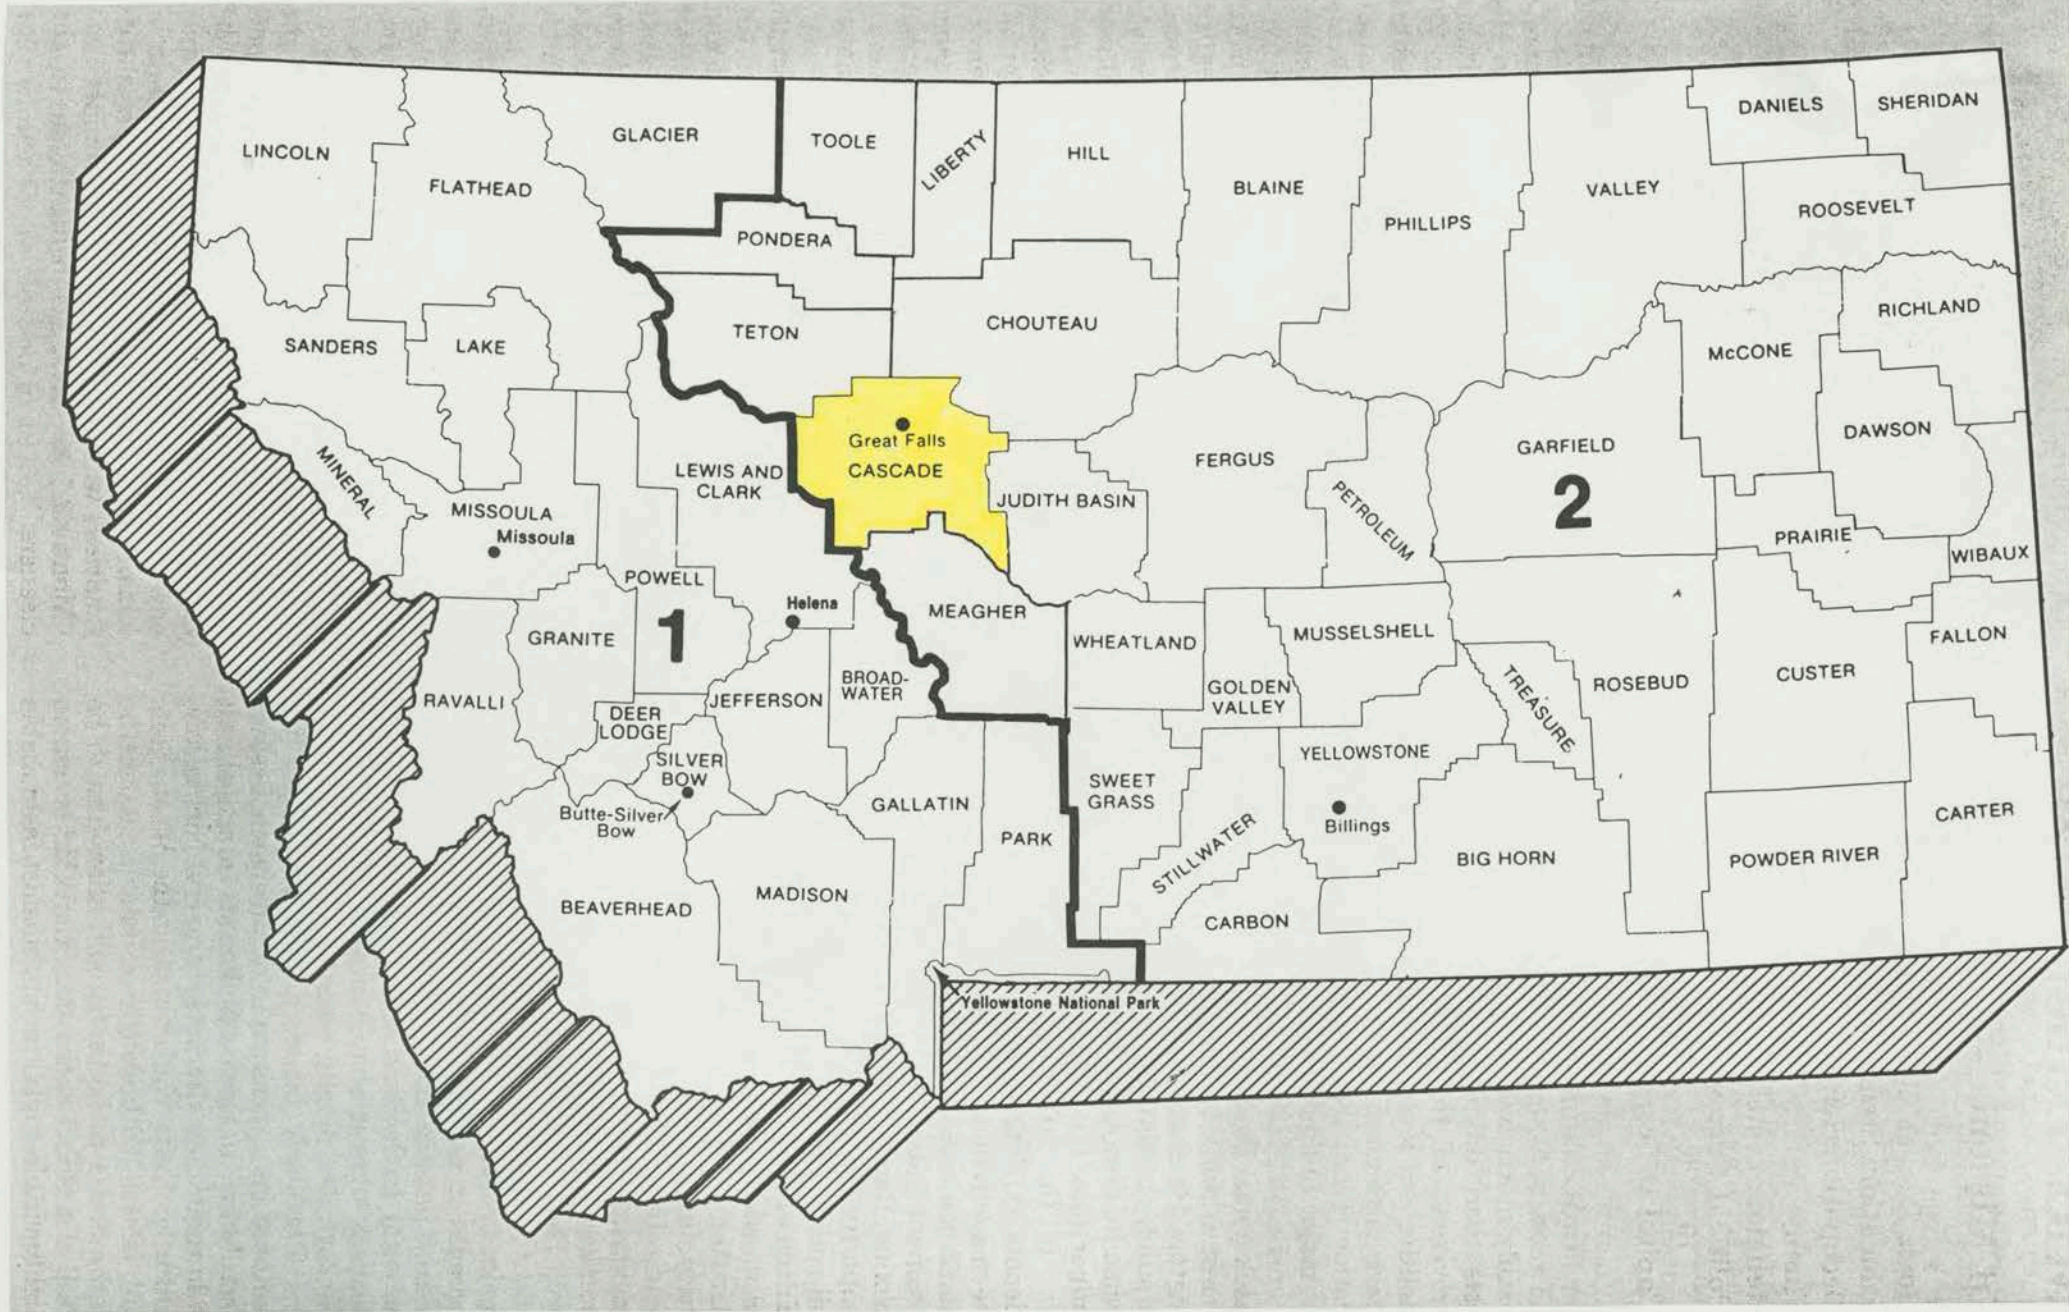 LINCOLN
FLATHEAD
GLACIER
TOOLE
LIBERTY
HILL
BLAINE
PHILLIPS
VALLEY
DANIELS
SHERIDAN
ROOSEVELT
PONDERA
TETON
CHOUTEAU
RICHLAND
McCONE
SANDERS
LAKE
DAWSON
GARFIELD
2
Great Falls
CASCADE
LEWIS AND
CLARK
JUDITH BASIN
FERGUS
PETROLEUM
MINERAL
MISSOULA
Missoula
PRAIRIE
WIBAUX
POWELL
1
Helena
MEAGHER
GRANITE
WHEATLAND
MUSSELSHELL
FALLON
RAVALLI
DEER
LODGE
JEFFERSON
BROAD-
WATER
GOLDEN
VALLEY
TREASURE
ROSEBUD
CUSTER
SILVER
BOW
Butte-Silver
Bow
GALLATIN
PARK
SWEET
GRASS
STILLWATER
YELLOWSTONE
Billings
BIG HORN
POWDER RIVER
CARTER
BEAVERHEAD
MADISON
CARBON
Yellowstone National Park